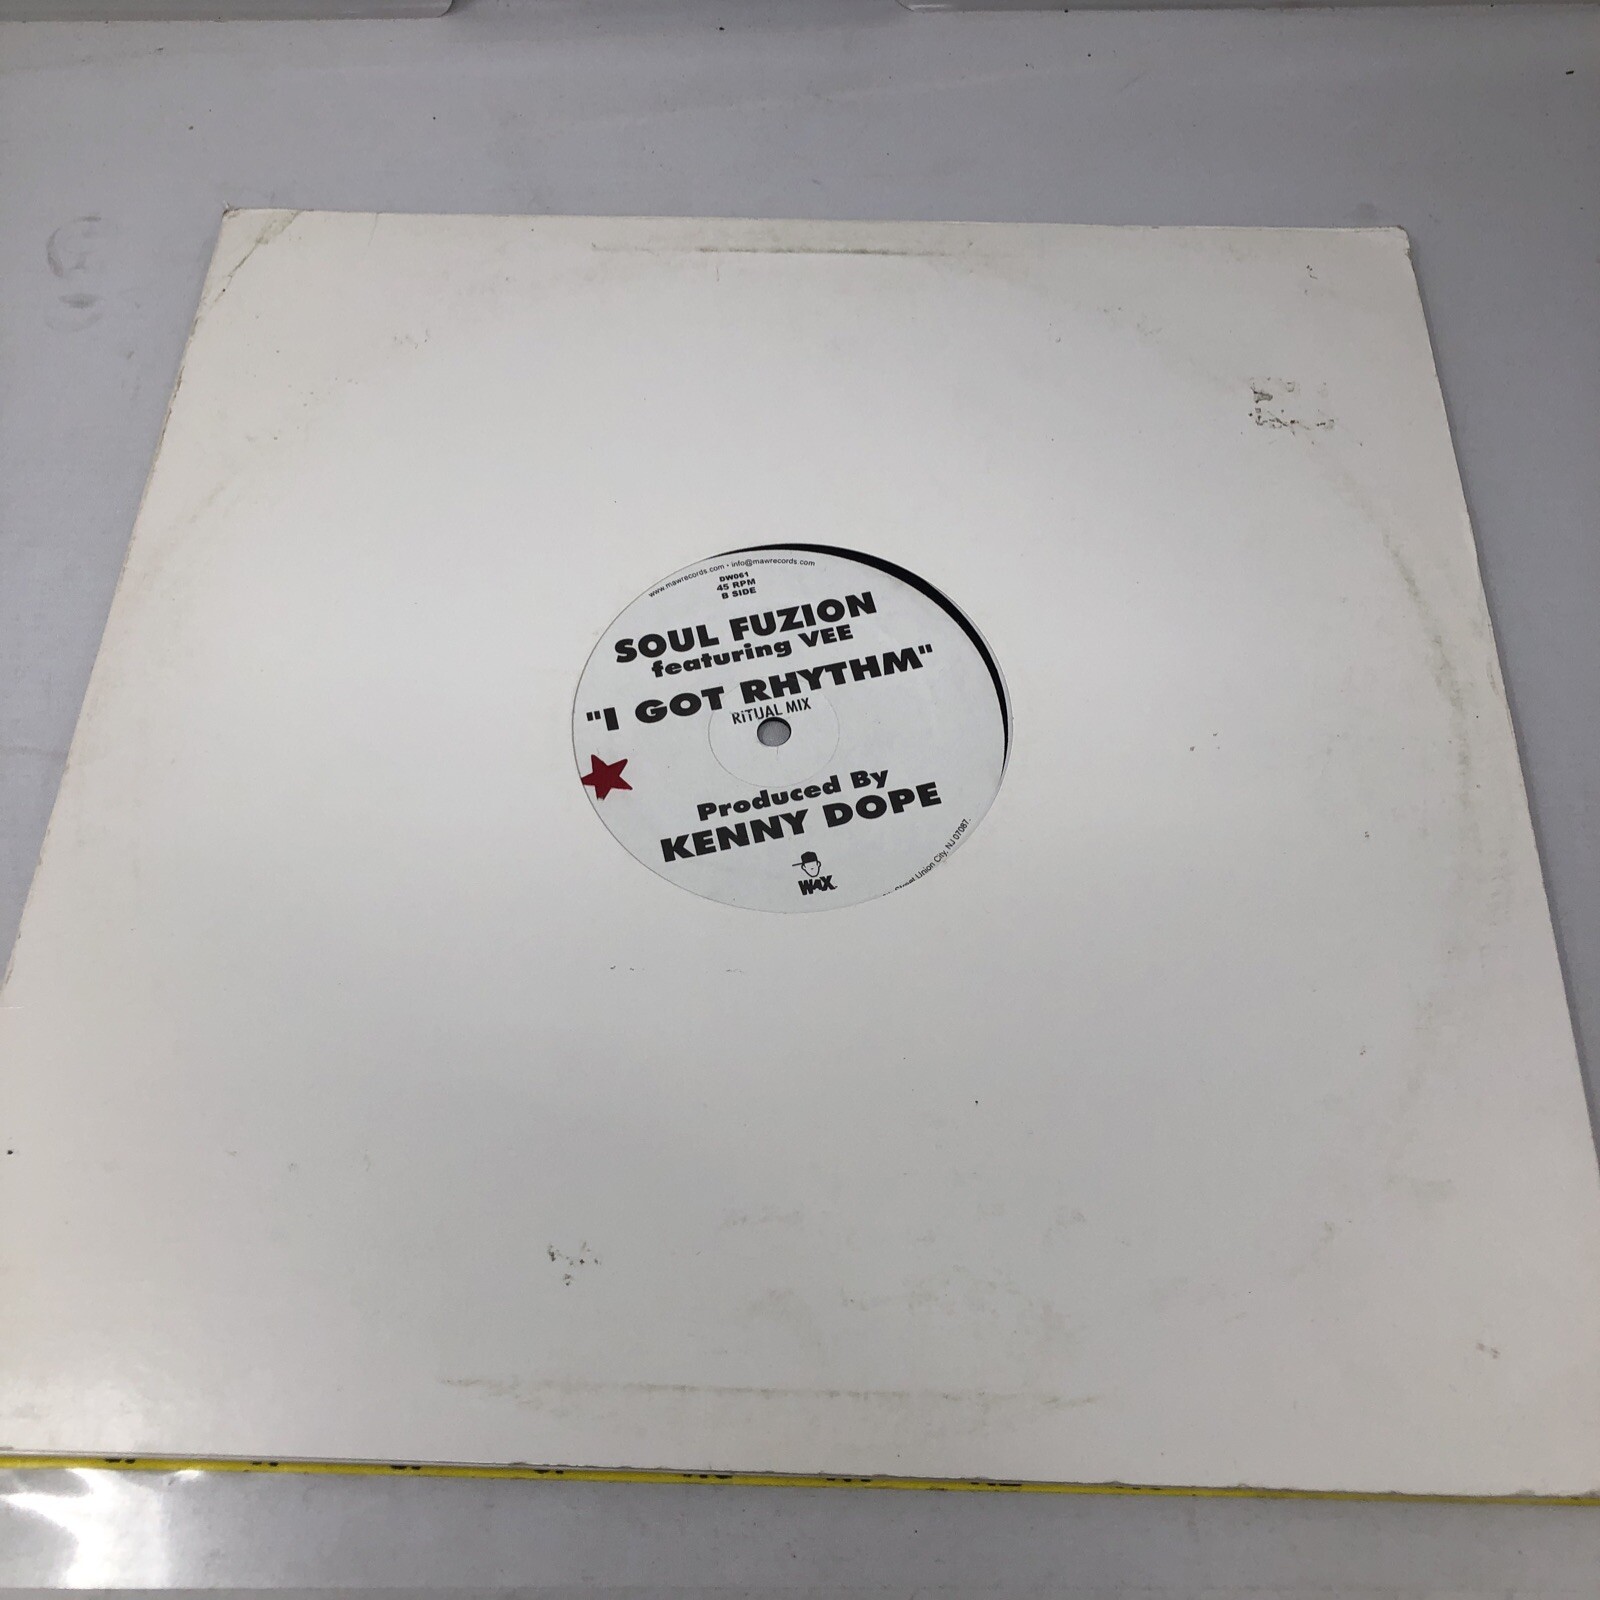 www.mawrecords.com • info@mawrecords.com
DW061
45 RPM
B SIDE
SOUL FUZION
featuring VEE
"I GOT RHYTHM"
RiTUAL MIX
Produced By
KENNY DOPE
WAX
Street Union City, NJ 07087.